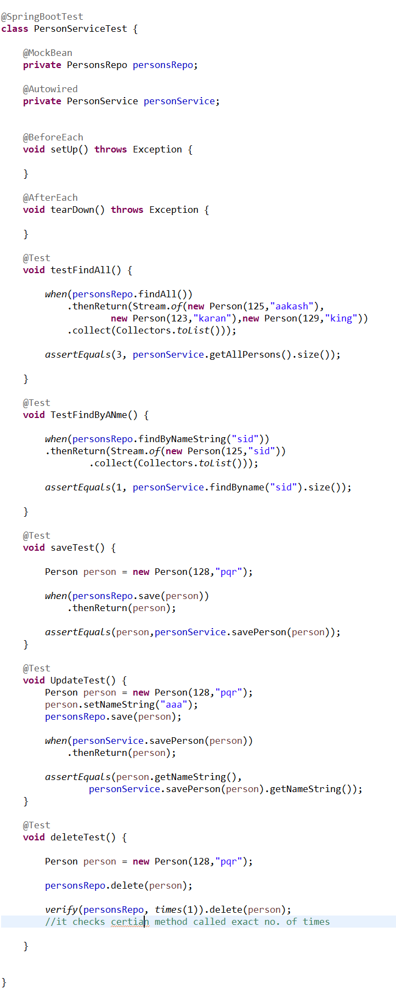 @SpringBootTest
class PersonServiceTest {
@MockBean
private PersonsRepo personsRepo;
@Autowired
private PersonService personService;
@BeforeEach
void setUp() throws Exception {
}
@AfterEach
void tearDown() throws Exception {
}
@Test
void testFindAll() {
when(personsRepo.findAll())
.thenReturn(Stream.of(new Person(125,"aakash"),
new Person(123,"karan"),new Person(129,"king"))
.collect(Collectors.toList()));
assertEquals(3, personService.getAllPersons().size());
}
@Test
void TestFindByANme() {
when(personsRepo.findByNameString("sid"))
.thenReturn(Stream.of(new Person(125,"sid"))
.collect(Collectors.toList()));
assertEquals(1, personService.findByname("sid").size());
}
@Test
void saveTest() {
Person person = new Person(128,"pqr");
when(personsRepo.save(person))
.thenReturn(person);
assertEquals(person,personService.savePerson(person));
}
@Test
void UpdateTest() {
Person person = new Person(128,"pqr");
person.setNameString("aaa");
personsRepo.save(person);
when(personService.savePerson(person))
.thenReturn(person);
assertEquals(person.getNameString(),
personService.savePerson(person).getNameString());
}
@Test
void deleteTest() {
Person person = new Person(128,"pqr");
personsRepo.delete(person);
verify(personsRepo, times(1)).delete(person);
//it checks certian method called exact no. of times
}
}